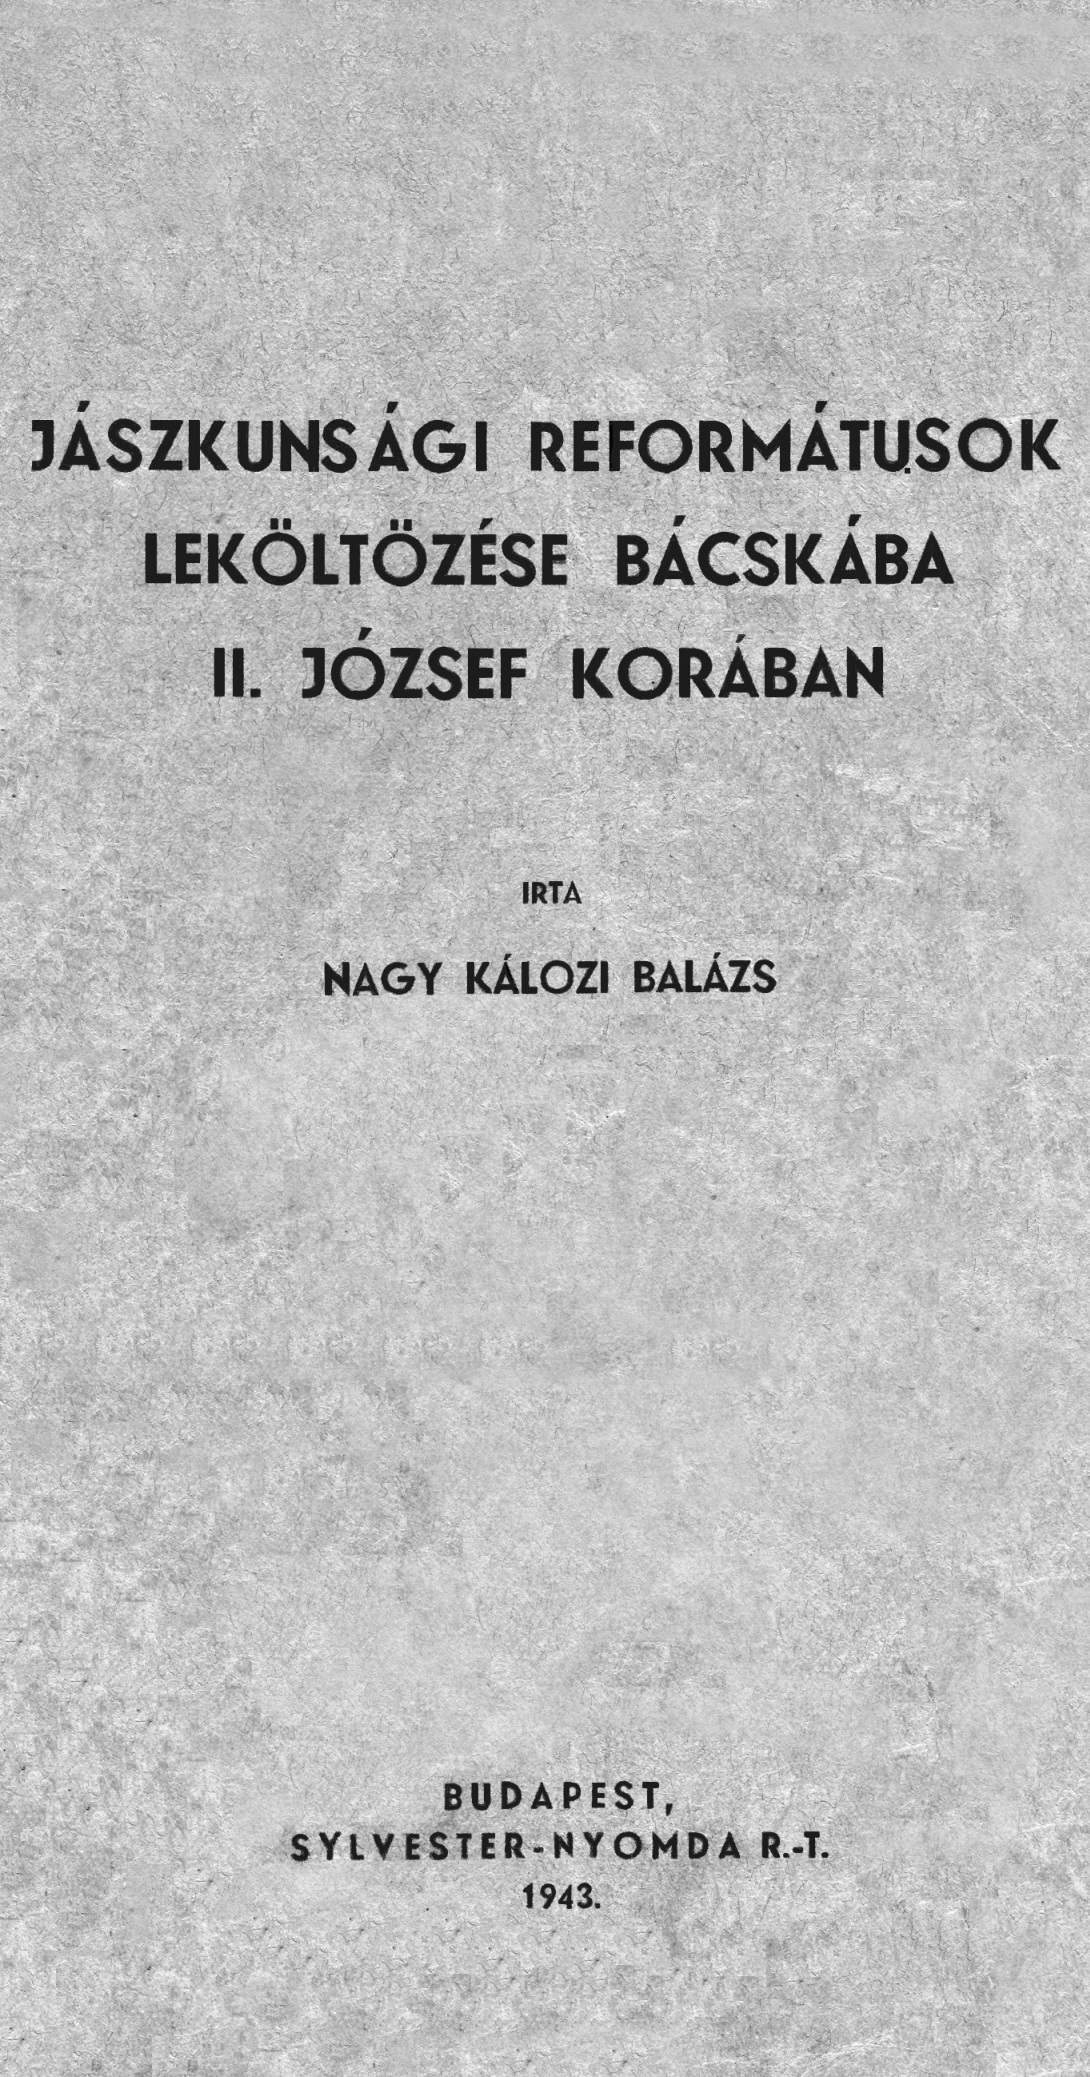 JÁSZKUNSÁGI REFORMÁTUSOK
LEKÖLTÖZÉSE BÁCSKÁBA
II. JÓZSEF KORÁBAN
IRTA
NAGY KÁLOZI BALÁZS
BUDAPEST,
SYLVESTER-NYOMDA R.-T.
1943.